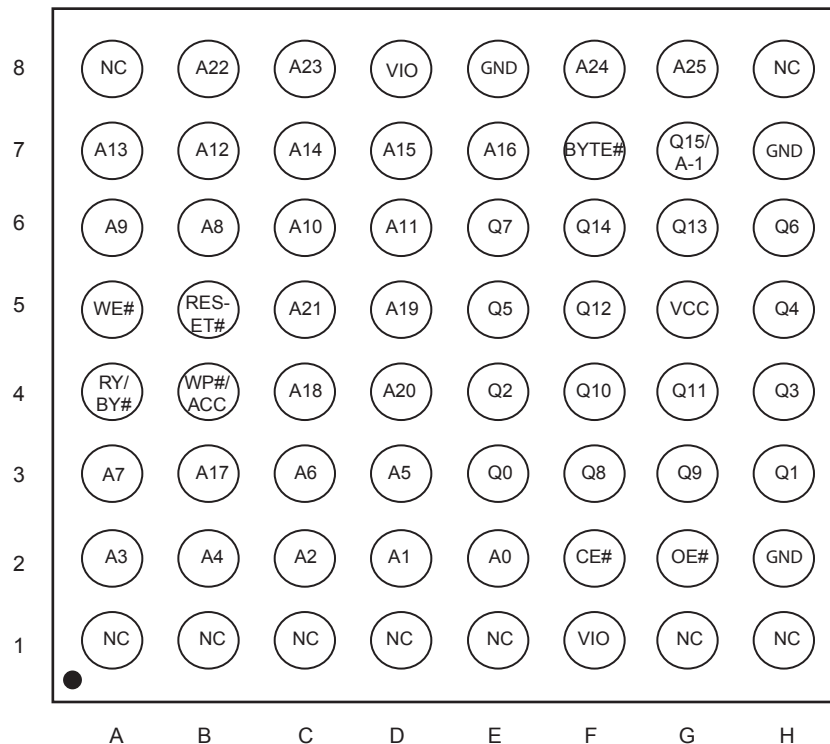 8 NC A22 A23 VIO GND A24 A25 NC
7 A13 A12 A14 A15 A16 BYTE# Q15/
A-1 GND
6 A9 A8 A10 A11 Q7 Q14 Q13 Q6
5 WE# RES-
ET# A21 A19 Q5 Q12 VCC Q4
4 RY/
BY# WP#/
ACC A18 A20 Q2 Q10 Q11 Q3
3 A7 A17 A6 A5 Q0 Q8 Q9 Q1
2 A3 A4 A2 A1 A0 CE# OE# GND
1 NC NC NC NC NC VIO NC NC
A B C D E F G H